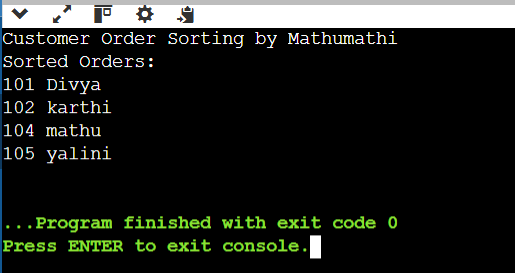 Customer Order Sorting by Mathumathi
Sorted Orders:
101 Divya
102 karthi
104 mathu
105 yalini
...Program finished with exit code 0
Press ENTER to exit console.